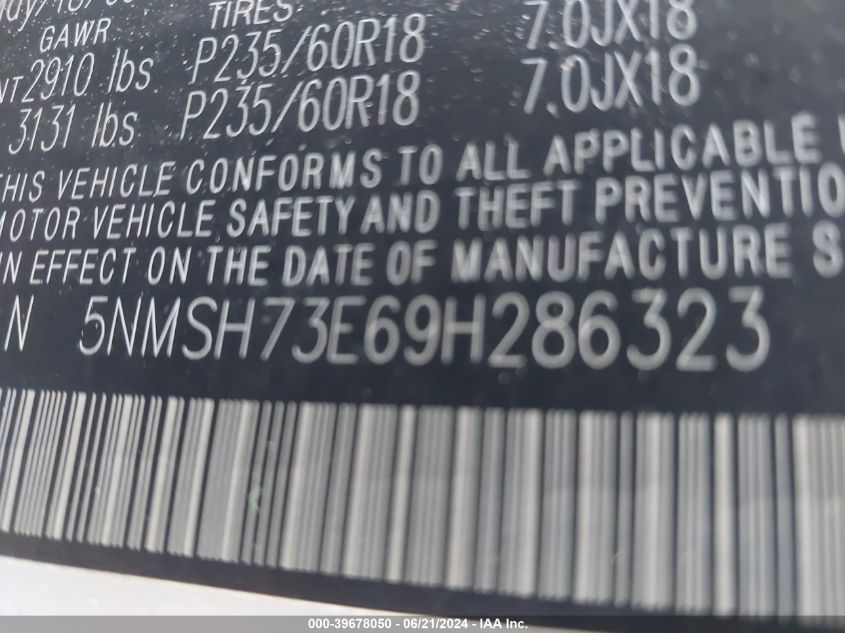 GAWR TIRES
2910 lbs P235/60R18 7.0JX18
3131 lbs P235/60R18 7.0JX18
THIS VEHICLE CONFORMS TO ALL APPLICABLE
MOTOR VEHICLE SAFETY AND THEFT PREVENTIO
IN EFFECT ON THE DATE OF MANUFACTURE S
N 5NMSH73E69H286323
000-39678050 - 06/21/2024 - IAA Holdings, LLC.